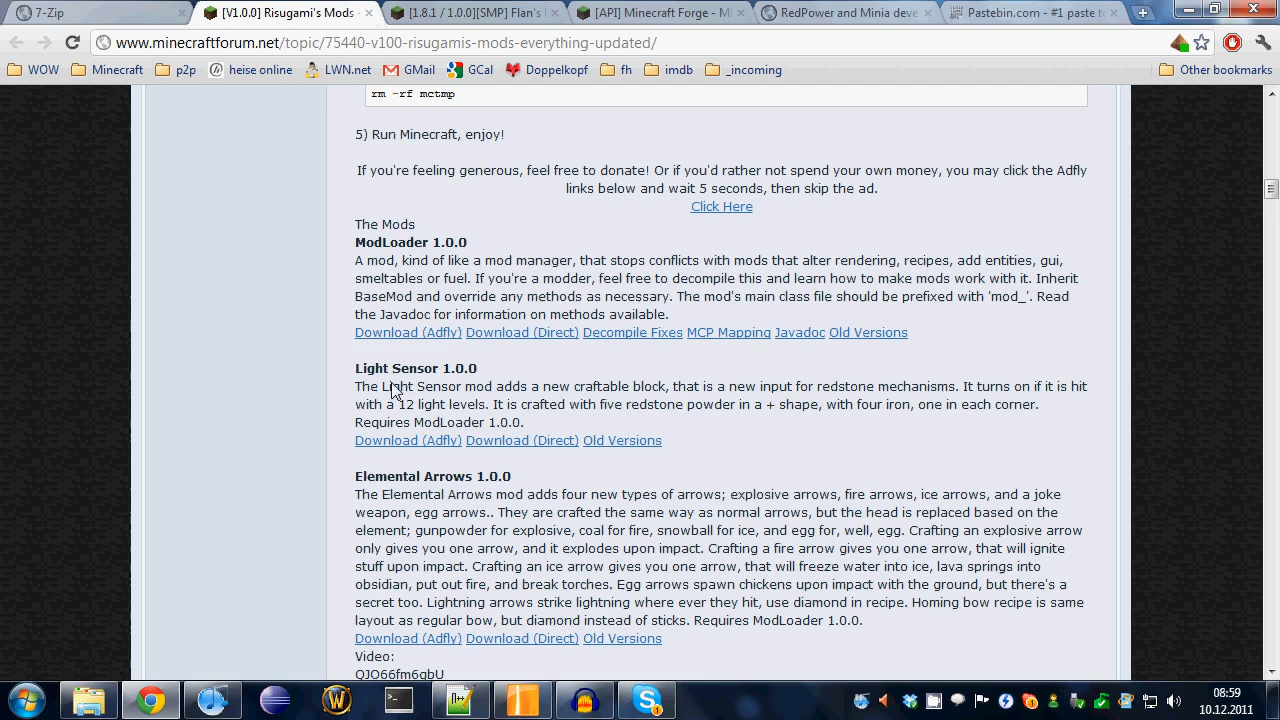 7-Zip
[V1.0.0] Risugami's Mods -
[1.8.1 / 1.0.0][SMP] Flan's
[API] Minecraft Forge - Mi
RedPower and Minia deve
Pastebin.com - #1 paste to
www.minecraftforum.net/topic/75440-v100-risugamis-mods-everything-updated/
WOW
Minecraft
p2p
heise online
LWN.net
GMail
GCal
Doppelkopf
fh
imdb
_incoming
Other bookmarks
rm -rf mctmp
5) Run Minecraft, enjoy!
If you're feeling generous, feel free to donate! Or if you'd rather not spend your own money, you may click the Adfly
links below and wait 5 seconds, then skip the ad.
Click Here
The Mods
ModLoader 1.0.0
A mod, kind of like a mod manager, that stops conflicts with mods that alter rendering, recipes, add entities, gui,
smeltables or fuel. If you're a modder, feel free to decompile this and learn how to make mods work with it. Inherit
BaseMod and override any methods as necessary. The mod's main class file should be prefixed with 'mod_'. Read
the Javadoc for information on methods available.
Download (Adfly) Download (Direct) Decompile Fixes MCP Mapping Javadoc Old Versions
Light Sensor 1.0.0
The Light Sensor mod adds a new craftable block, that is a new input for redstone mechanisms. It turns on if it is hit
with a 12 light levels. It is crafted with five redstone powder in a + shape, with four iron, one in each corner.
Requires ModLoader 1.0.0.
Download (Adfly) Download (Direct) Old Versions
Elemental Arrows 1.0.0
The Elemental Arrows mod adds four new types of arrows; explosive arrows, fire arrows, ice arrows, and a joke
weapon, egg arrows.. They are crafted the same way as normal arrows, but the head is replaced based on the
element; gunpowder for explosive, coal for fire, snowball for ice, and egg for, well, egg. Crafting an explosive arrow
only gives you one arrow, and it explodes upon impact. Crafting a fire arrow gives you one arrow, that will ignite
stuff upon impact. Crafting an ice arrow gives you one arrow, that will freeze water into ice, lava springs into
obsidian, put out fire, and break torches. Egg arrows spawn chickens upon impact with the ground, but there's a
secret too. Lightning arrows strike lightning where ever they hit, use diamond in recipe. Homing bow recipe is same
layout as regular bow, but diamond instead of sticks. Requires ModLoader 1.0.0.
Download (Adfly) Download (Direct) Old Versions
Video:
QJO66fm6gbU
08:59
10.12.2011